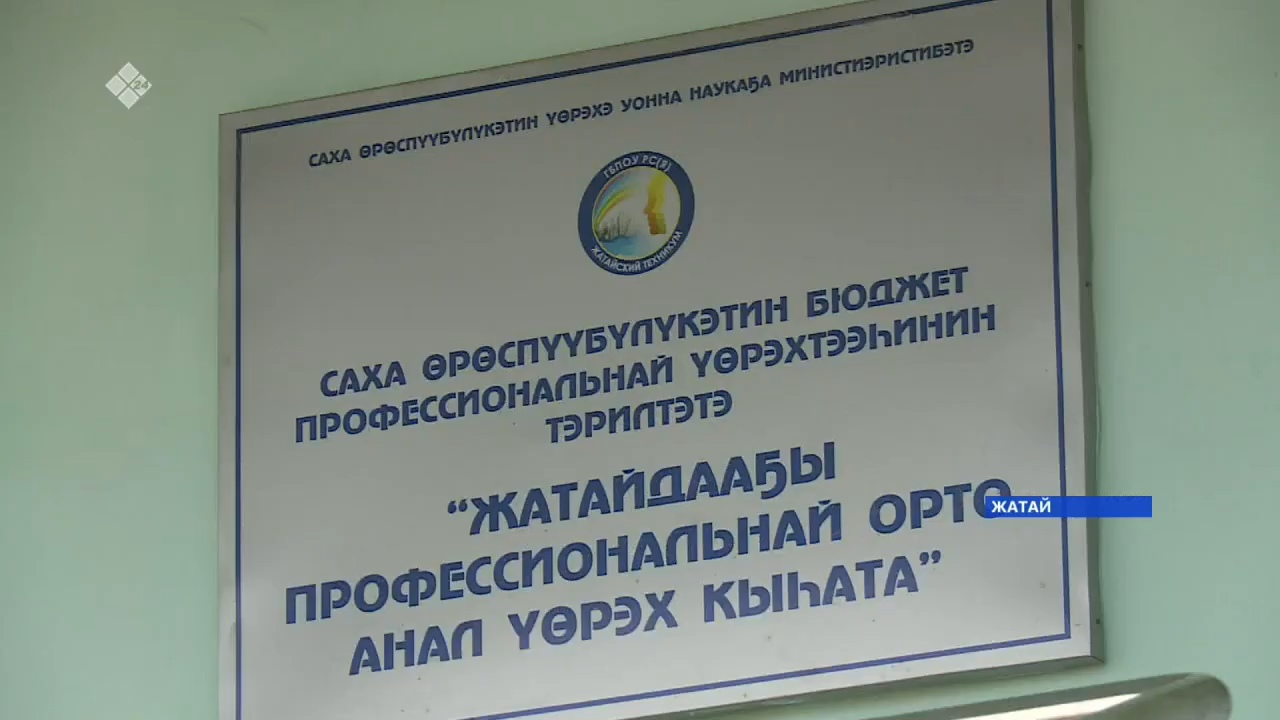 24
САХА ӨРӨСПҮҮБҮЛҮКЭТИН ҮӨРЭХЭ УОННА НАУКАҔА МИНИСТИЭРИСТИБЭТЭ
ГБПОУ РС(Я)
ЖАТАЙСКИЙ ТЕХНИКУМ
САХА ӨРӨСПҮҮБҮЛҮКЭТИН БЮДЖЕТ
ПРОФЕССИОНАЛЬНАЙ ҮӨРЭХТЭЭҺИНИН
ТЭРИЛТЭТЭ
“ЖАТАЙДААҔЫ
ПРОФЕССИОНАЛЬНАЙ ОРТО
ЖАТАЙ
АНАЛ ҮӨРЭХ КЫҺАТА”